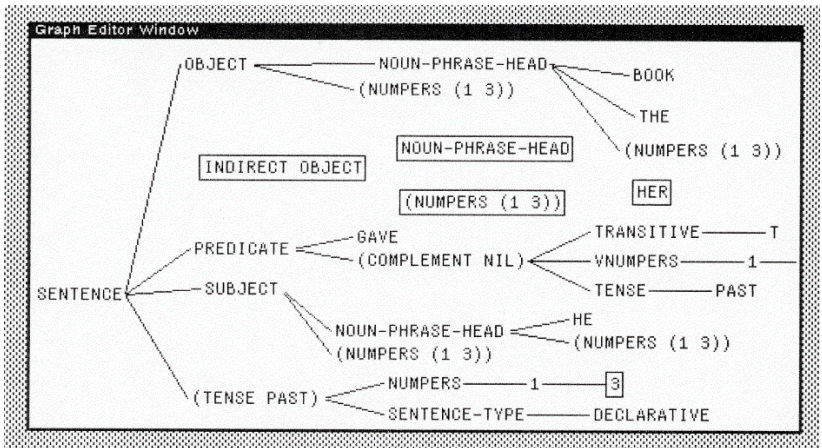 Graph Editor Window
OBJECT NOUN-PHRASE-HEAD BOOK
(NUMPERS (1 3))
THE
NOUN-PHRASE-HEAD (NUMPERS (1 3))
INDIRECT OBJECT
(NUMPERS (1 3)) HER
GAVE TRANSITIVE T
PREDICATE
(COMPLEMENT NIL) VNUMPERS 1
SENTENCE SUBJECT TENSE PAST
HE
NOUN-PHRASE-HEAD
(NUMPERS (1 3)) (NUMPERS (1 3))
NUMPERS 1 3
(TENSE PAST)
SENTENCE-TYPE DECLARATIVE